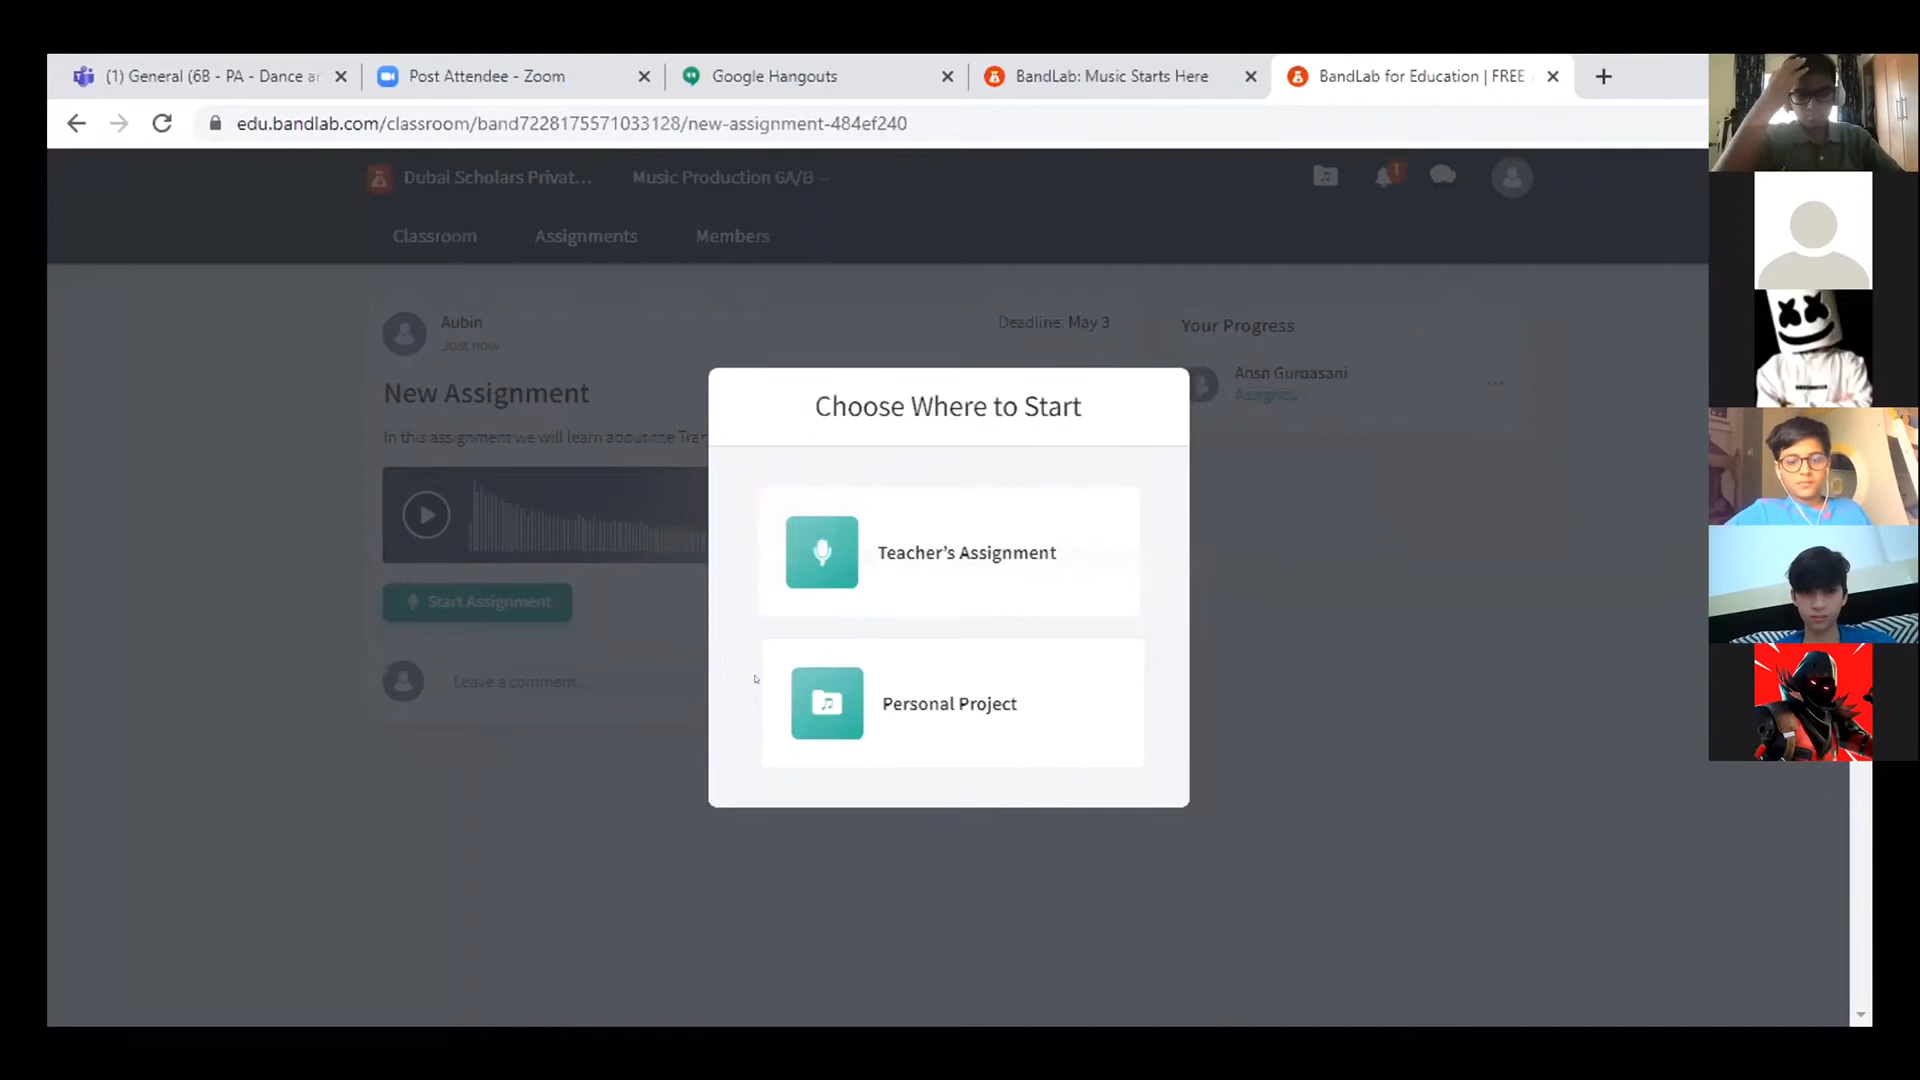 (1) General (6B - PA - Dance ar
Post Attendee - Zoom
Google Hangouts
BandLab: Music Starts Here
BandLab for Education | FREE
edu.bandlab.com/classroom/band7228175571033128/new-assignment-484ef240
Dubai Scholars Privat...
Music Production 6A/B
1
Classroom
Assignments
Members
Aubin
Just now
Deadline: May 3
Your Progress
New Assignment
In this assignment we will learn about the Tra
Choose Where to Start
Teacher's Assignment
Personal Project
Start Assignment
Leave a comment...